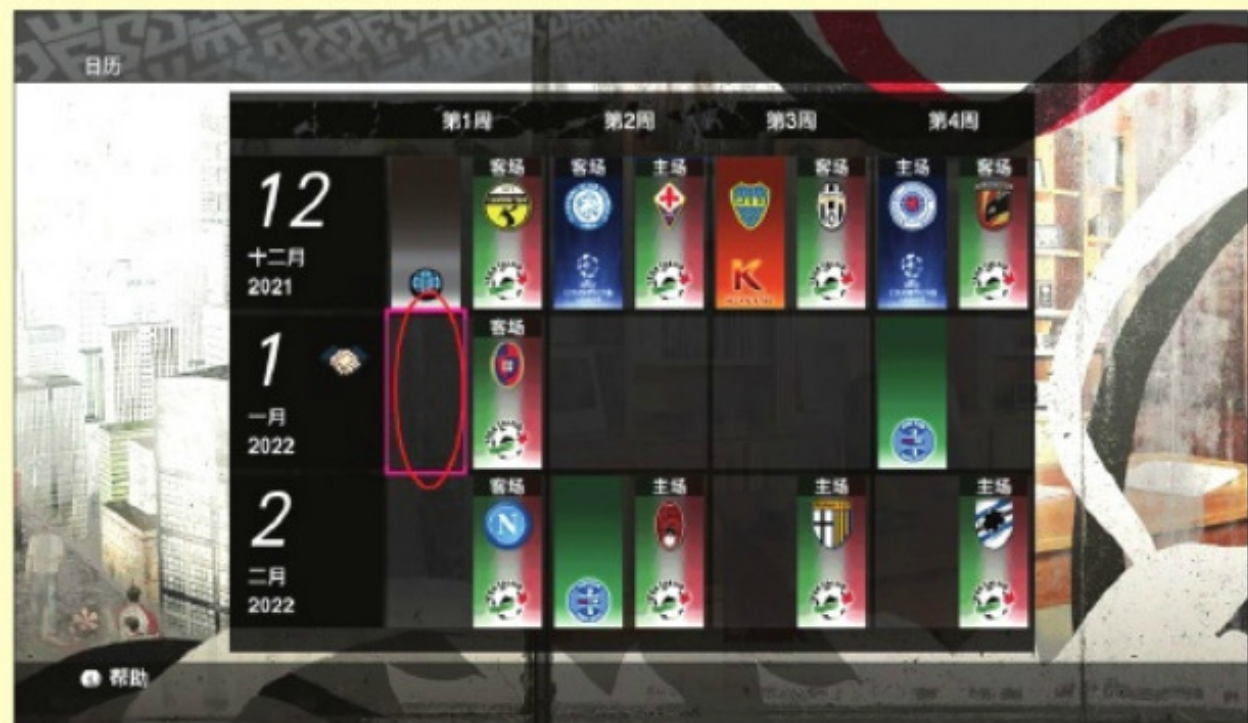 日历
第1周 第2周 第3周 第4周
12
十二月
2021
客场 客场 主场 客场 主场 客场
K
1
一月
2022
客场
2
二月
2022
客场 主场 主场 主场
N
帮助